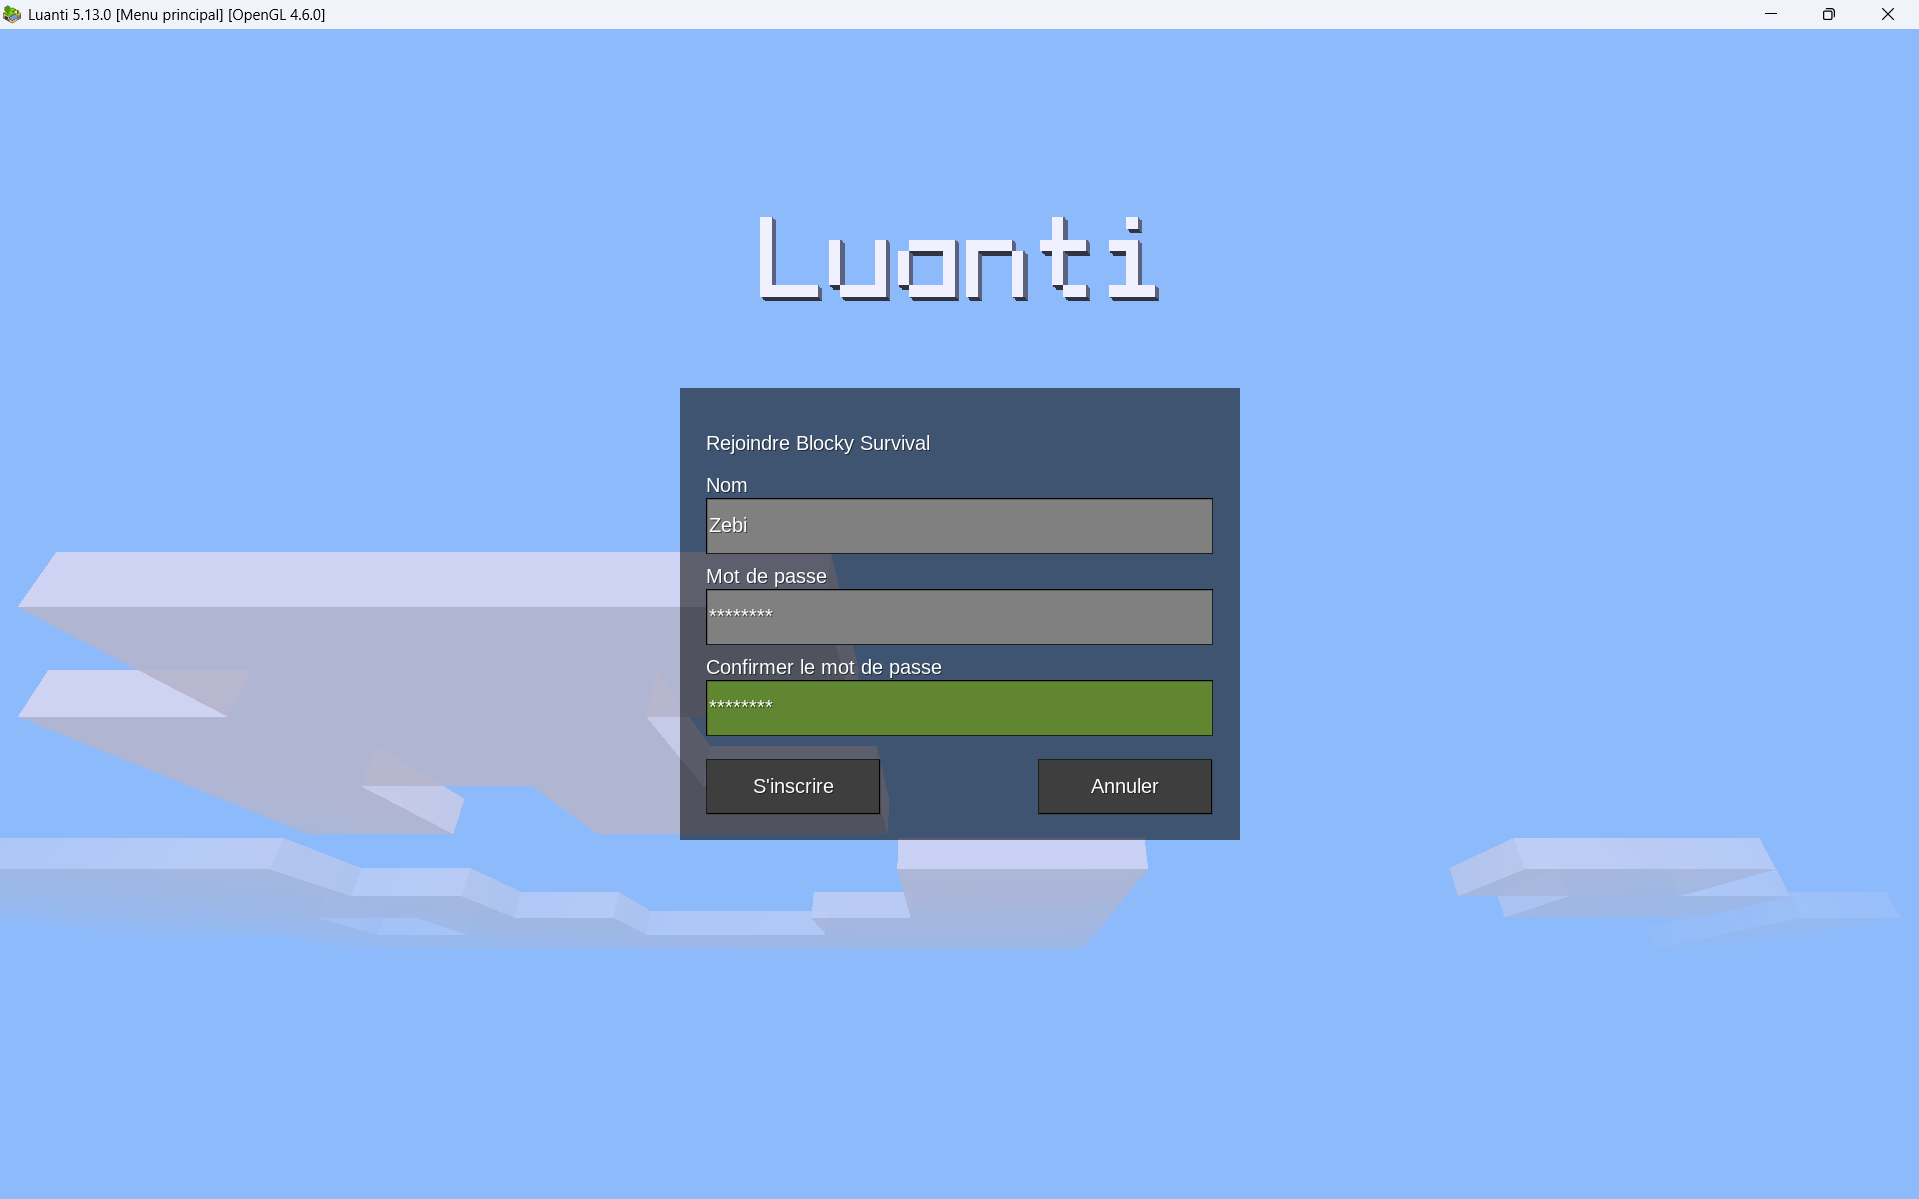 Luanti 5.13.0 [Menu principal] [OpenGL 4.6.0]
Luanti
Rejoindre Blocky Survival
Nom
Zebi
Mot de passe
********
Confirmer le mot de passe
********
S'inscrire
Annuler